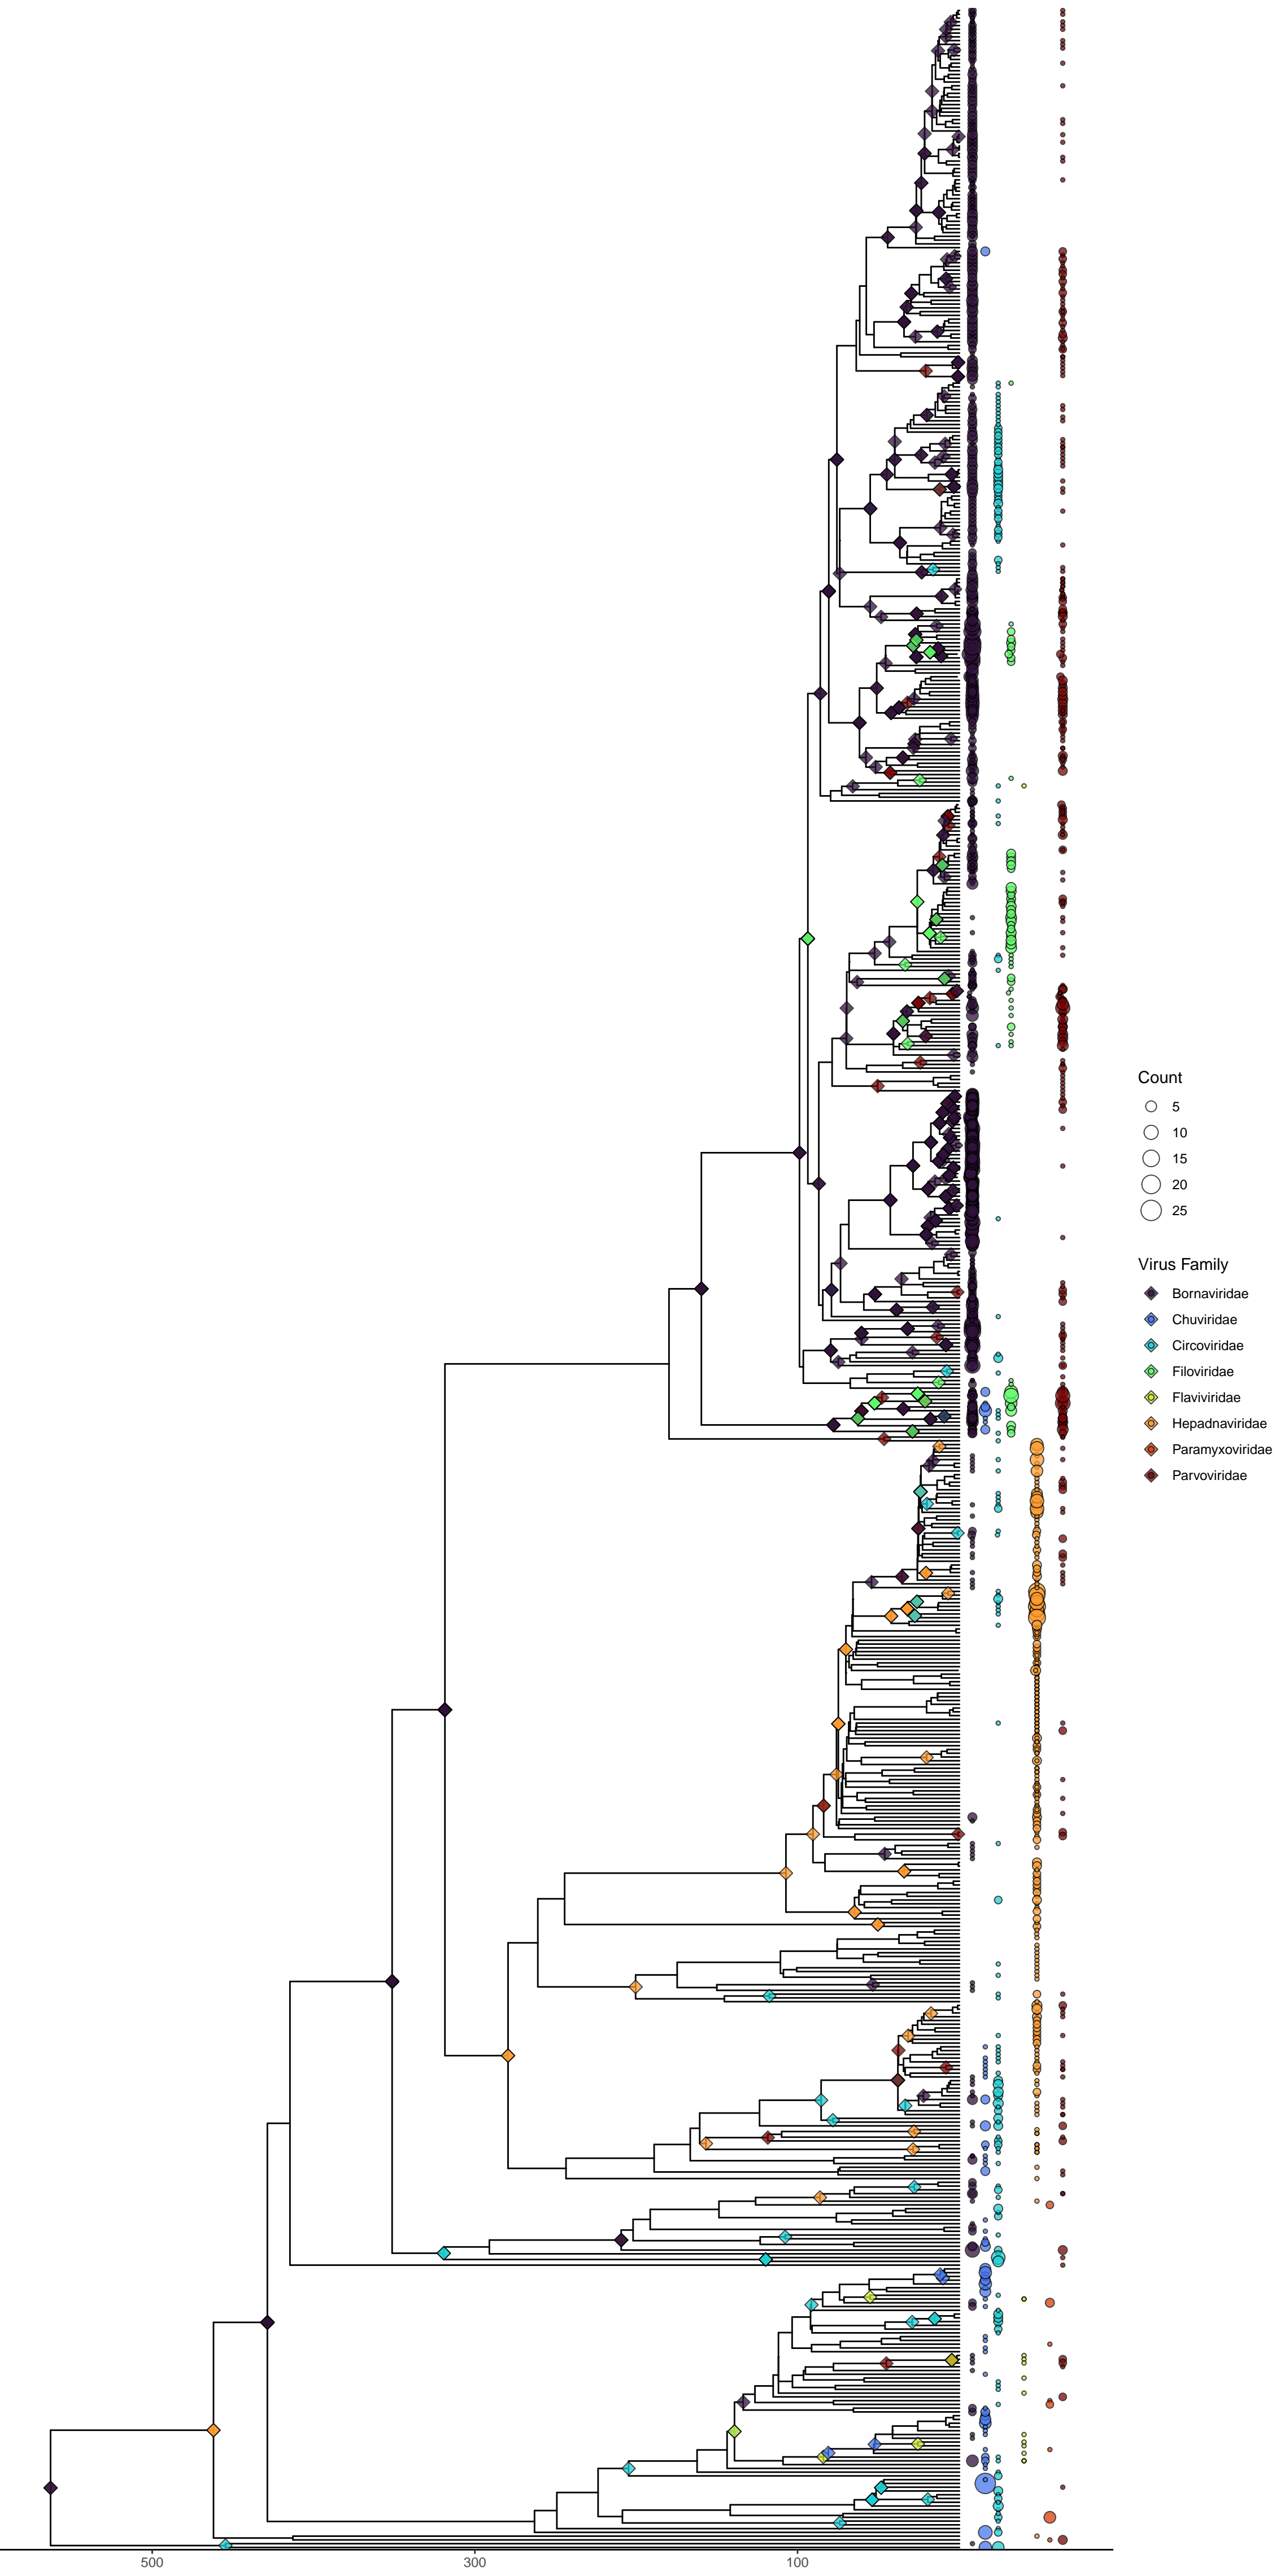 Count
5
10
15
20
25
Virus Family
Bornaviridae
Chuviridae
Circoviridae
Filoviridae
Flaviviridae
Hepadnaviridae
Paramyxoviridae
Parvoviridae
500 300 100